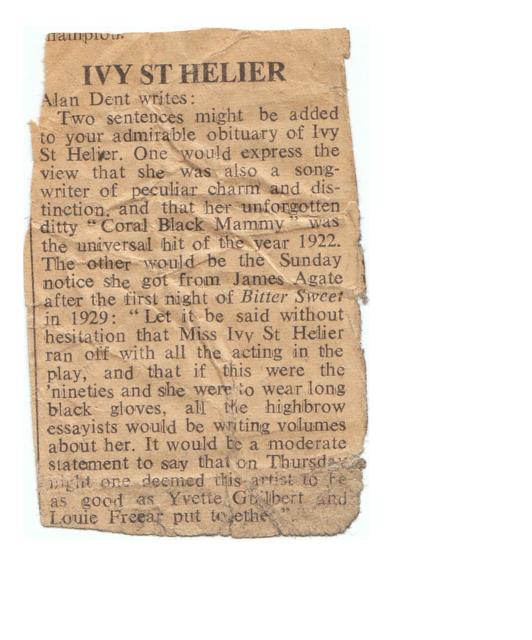 hampton.
IVY ST HELIER
Alan Dent writes:
Two sentences might be added
to your admirable obituary of Ivy
St Helier. One would express the
view that she was also a song-
writer of peculiar charm and dis-
tinction, and that her unforgotten
ditty “Coral Black Mammy” was
the universal hit of the year 1922.
The other would be the Sunday
notice she got from James Agate
after the first night of Bitter Sweet
in 1929: “Let it be said without
hesitation that Miss Ivy St Helier
ran off with all the acting in the
play, and that if this were the
'nineties and she were to wear long
black gloves, all the highbrow
essayists would be writing volumes
about her. It would be a moderate
statement to say that on Thursday
night one deemed this artist to be
as good as Yvette Guilbert and
Louie Freear put together”